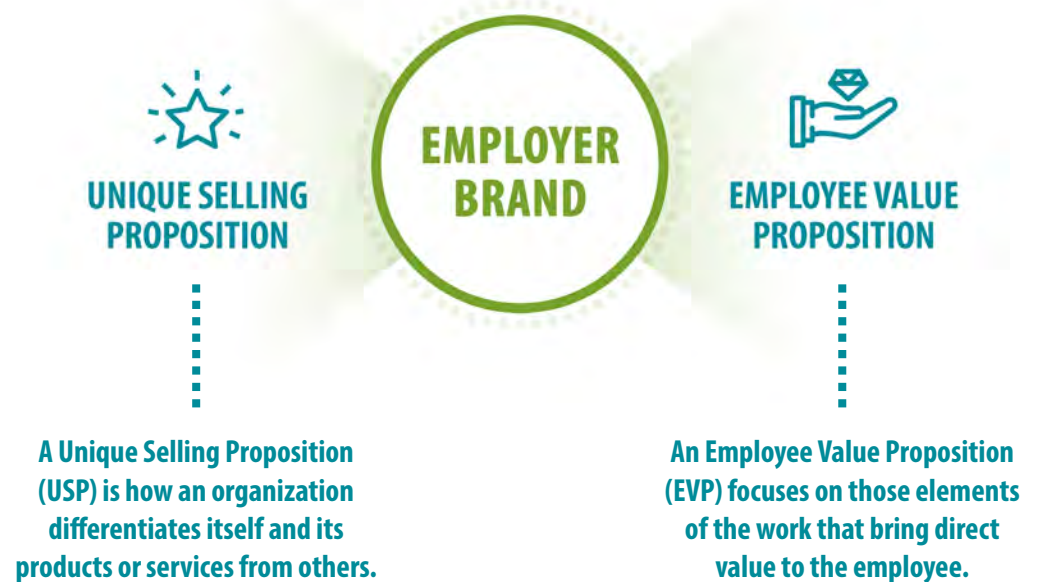 UNIQUE SELLING
PROPOSITION
EMPLOYER
BRAND
EMPLOYEE VALUE
PROPOSITION
A Unique Selling Proposition
(USP) is how an organization
differentiates itself and its
products or services from others.
An Employee Value Proposition
(EVP) focuses on those elements
of the work that bring direct
value to the employee.